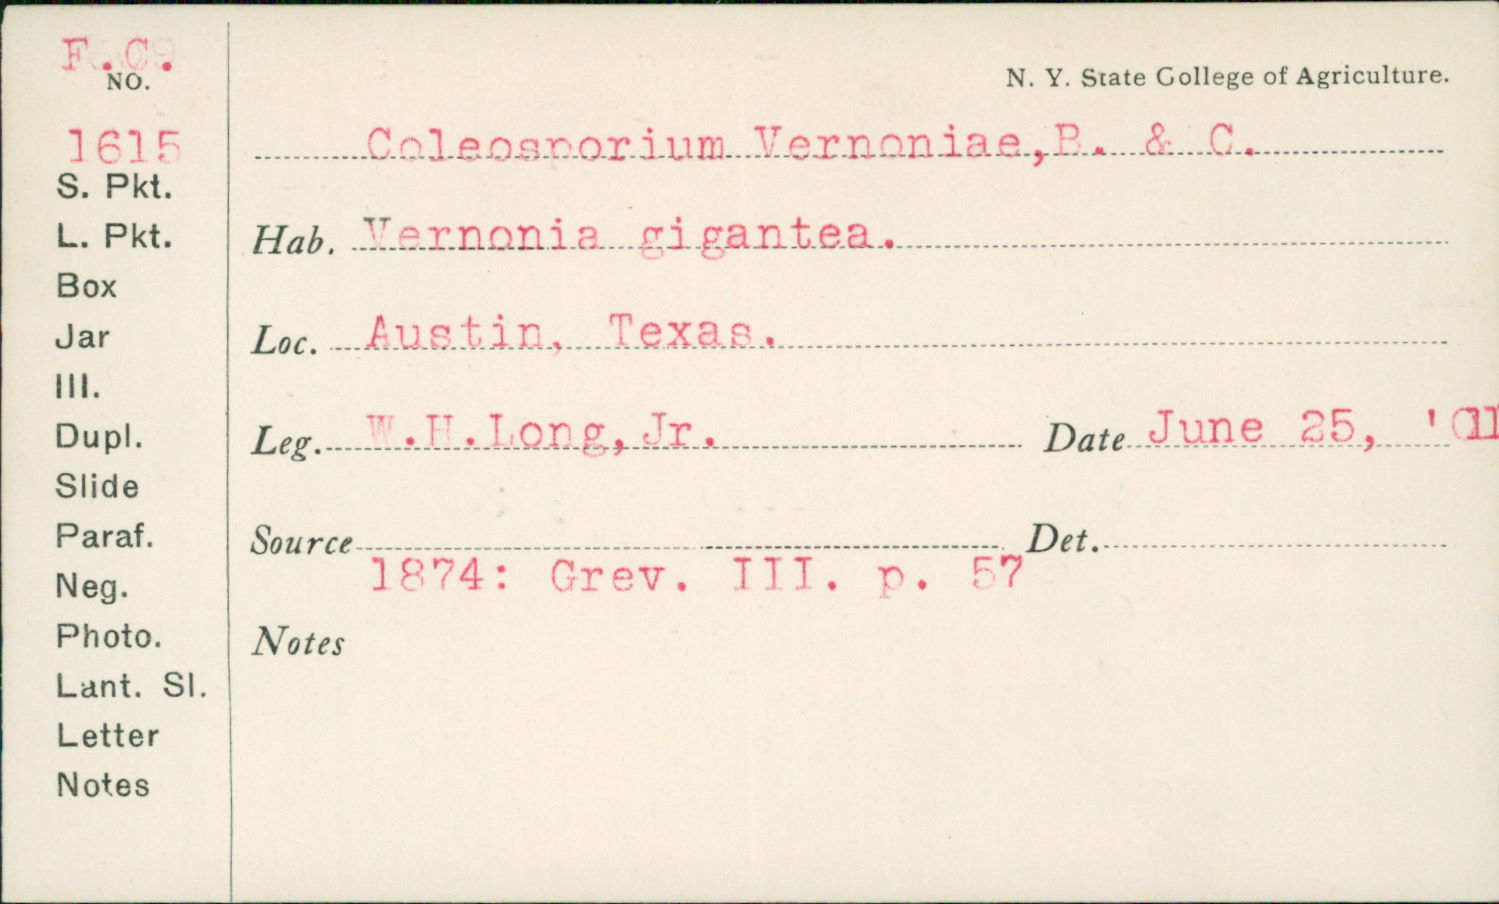 F.C.
NO.
N. Y. State College of Agriculture.
1615
Coleosporium Vernoniae,B. & C.
S. Pkt.
L. Pkt.
Hab. Vernonia gigantea.
Box
Jar
Loc. Austin, Texas.
Ill.
Dupl.
Leg. W.H.Long,Jr. Date June 25,
Slide
Paraf.
Source Det.
1874: Grev. III. p. 57
Neg.
Photo.
Notes
Lant. Sl.
Letter
Notes